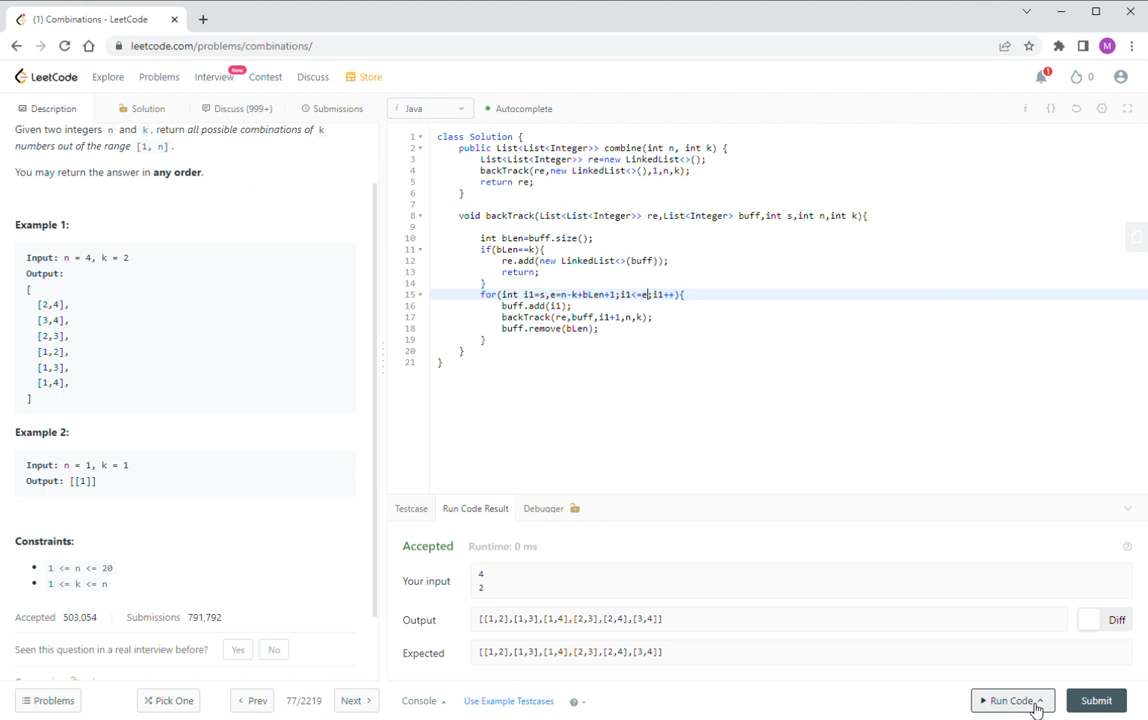 (1) Combinations - LeetCode
leetcode.com/problems/combinations/
M
LeetCode Explore Problems Interview New Contest Discuss Store
1 0
Description Solution Discuss (999+) Submissions
i Java Autocomplete
Given two integers n and k, return all possible combinations of k
numbers out of the range [1, n].
You may return the answer in any order.
Example 1:
Input: n = 4, k = 2
Output:
[
[2,4],
[3,4],
[2,3],
[1,2],
[1,3],
[1,4],
]
Example 2:
Input: n = 1, k = 1
Output: [[1]]
Constraints:
1 <= n <= 20
1 <= k <= n
Accepted 503,054 Submissions 791,792
Seen this question in a real interview before? Yes No
Problems Pick One < Prev 77/2219 Next >
1 class Solution {
2 public List<List<Integer>> combine(int n, int k) {
3 List<List<Integer>> re=new LinkedList<>();
4 backTrack(re,new LinkedList<>(),1,n,k);
5 return re;
6 }
7
8 void backTrack(List<List<Integer>> re,List<Integer> buff,int s,int n,int k){
9
10 int bLen=buff.size();
11 if(bLen==k){
12 re.add(new LinkedList<>(buff));
13 return;
14 }
15 for(int i1=s,e=n-k+bLen+1;i1<=e;i1++){
16 buff.add(i1);
17 backTrack(re,buff,i1+1,n,k);
18 buff.remove(bLen);
19 }
20 }
21 }
Testcase Run Code Result Debugger
Accepted Runtime: 0 ms
Your input
4
2
Output [[1,2],[1,3],[1,4],[2,3],[2,4],[3,4]] Diff
Expected [[1,2],[1,3],[1,4],[2,3],[2,4],[3,4]]
Console Use Example Testcases Run Code Submit